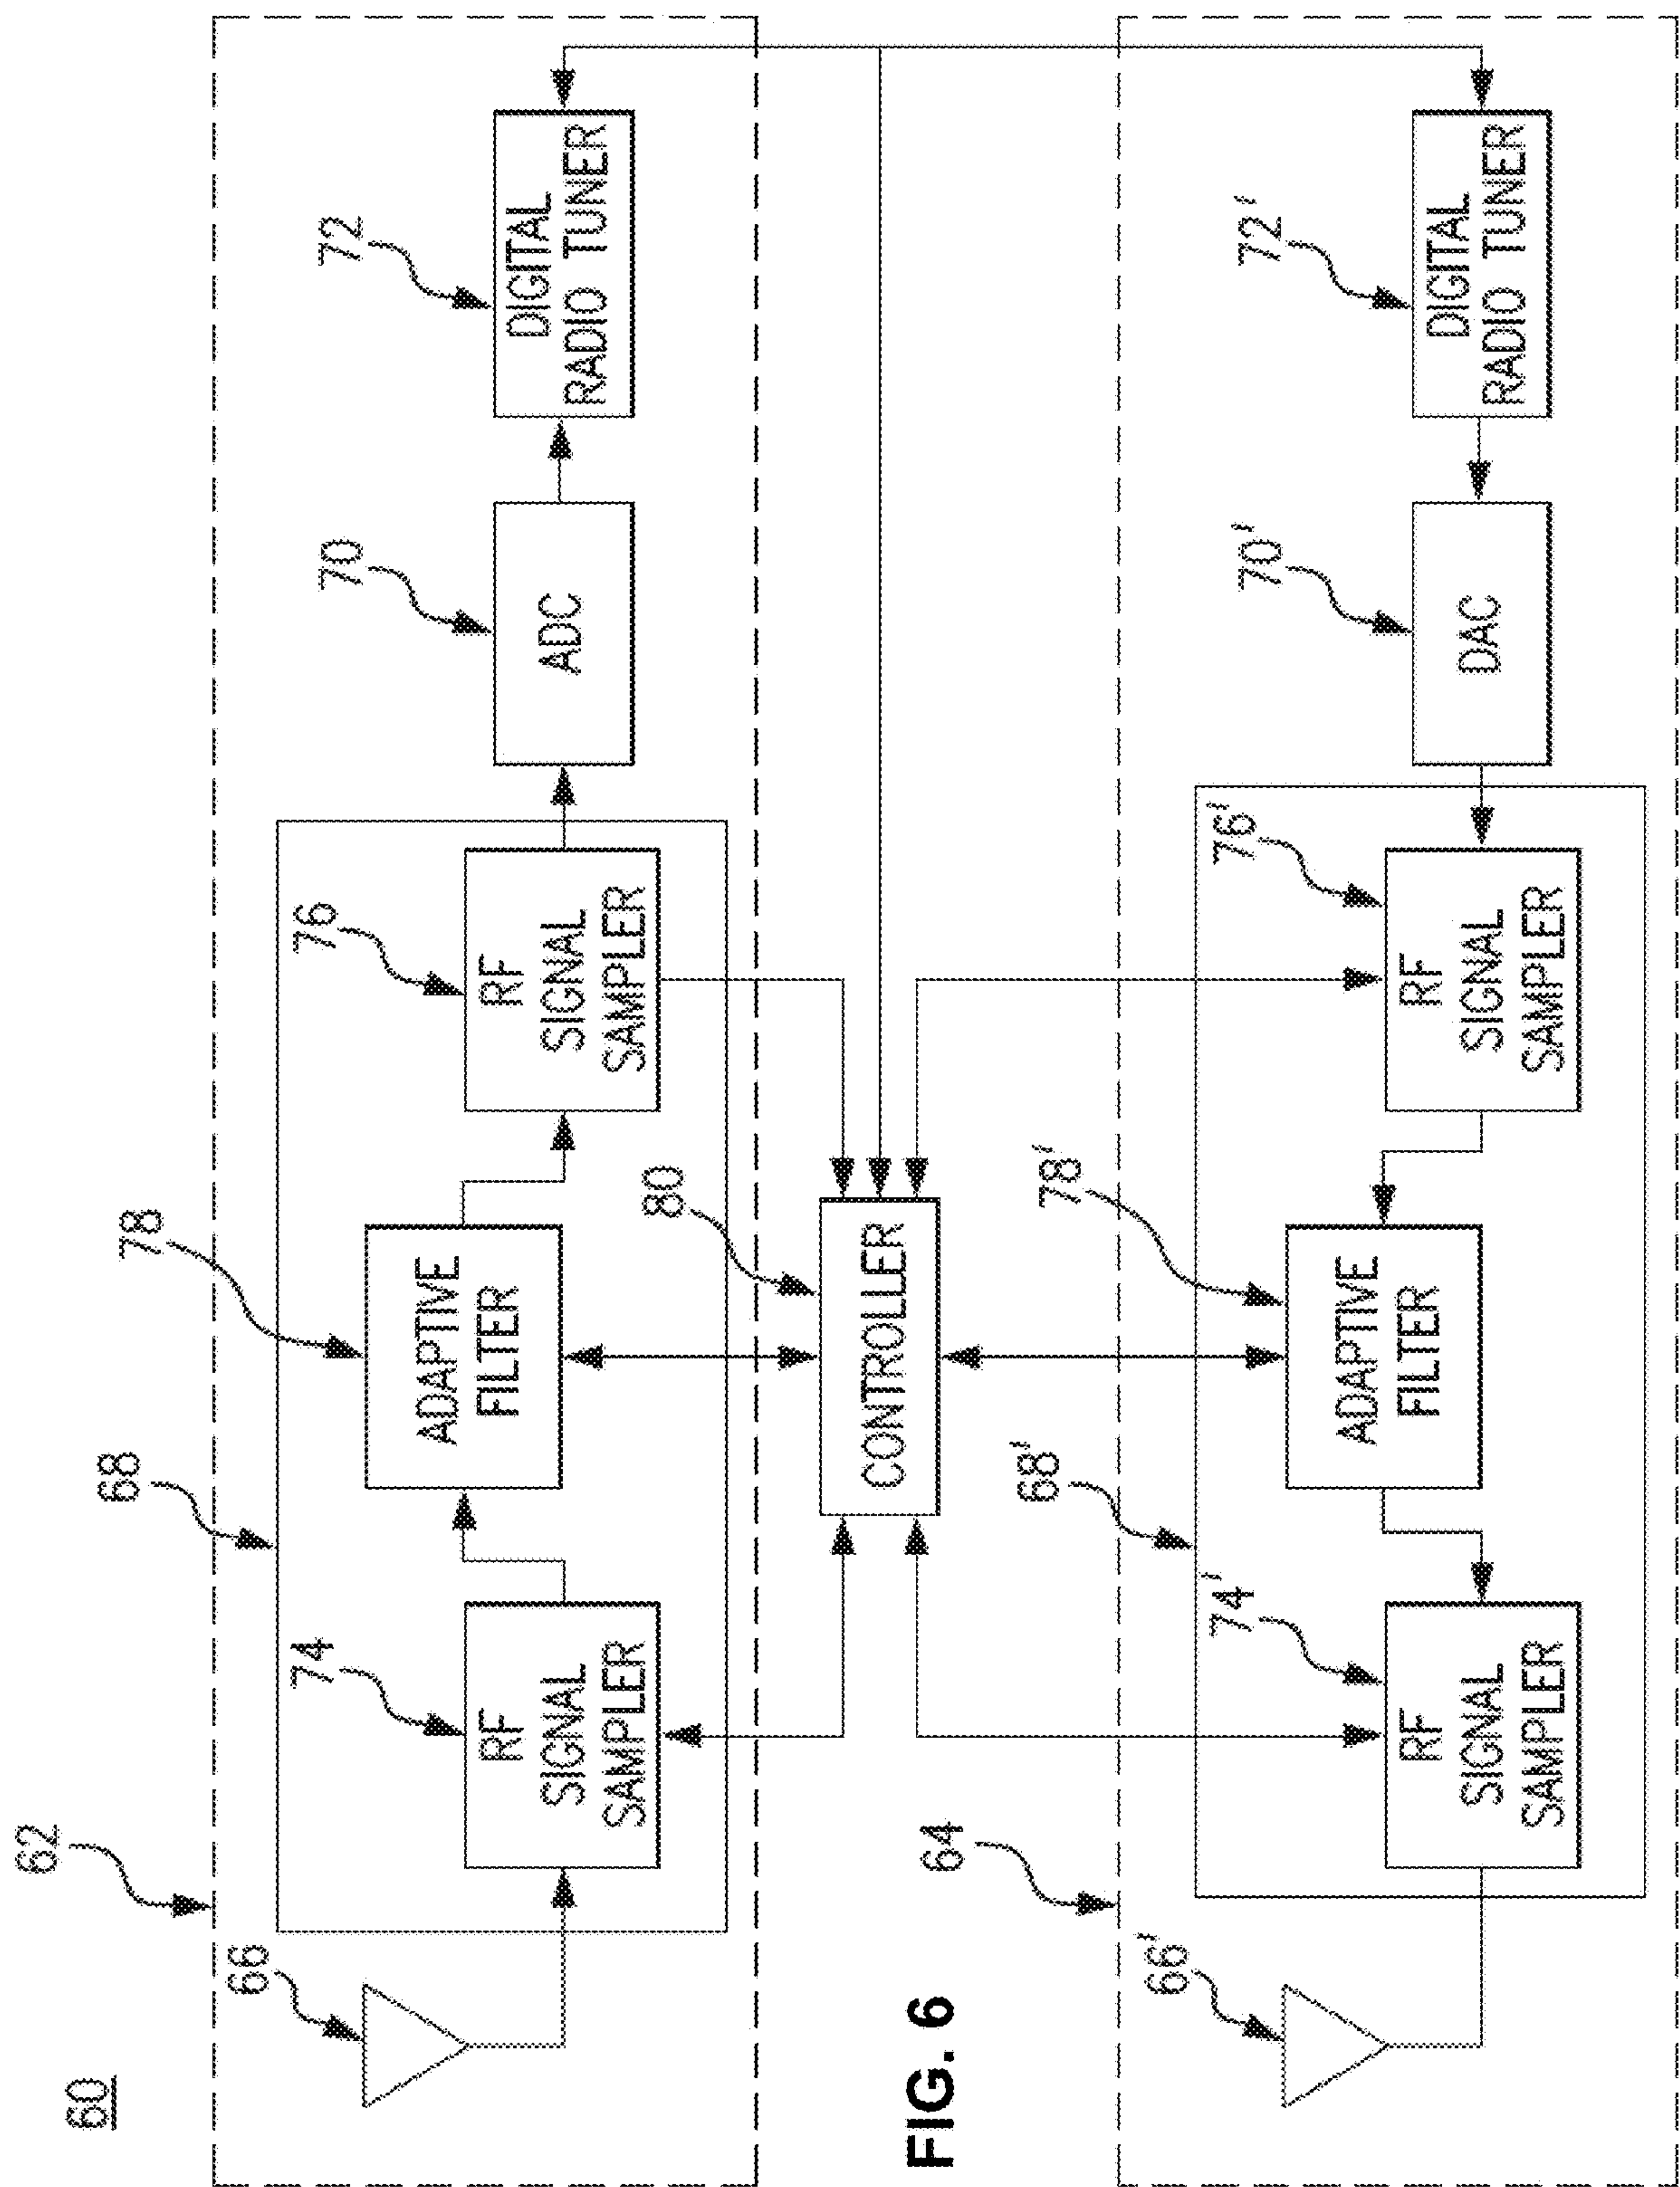 60
62
66
68
74
RF
SIGNAL
SAMPLER
78
ADAPTIVE
FILTER
76
RF
SIGNAL
SAMPLER
70
ADC
72
DIGITAL
RADIO TUNER
80
CONTROLLER
FIG. 6
64
66'
68'
74'
RF
SIGNAL
SAMPLER
78'
ADAPTIVE
FILTER
76'
RF
SIGNAL
SAMPLER
70'
DAC
72'
DIGITAL
RADIO TUNER